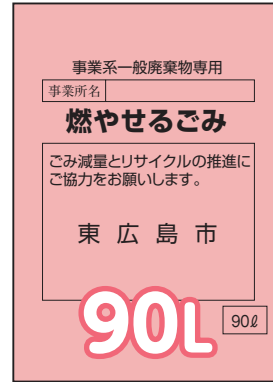 事業系一般廃棄物専用
事業所名
燃やせるごみ
ごみ減量とリサイクルの推進に
ご協力をお願いします。
東広島市
90L
90ℓ